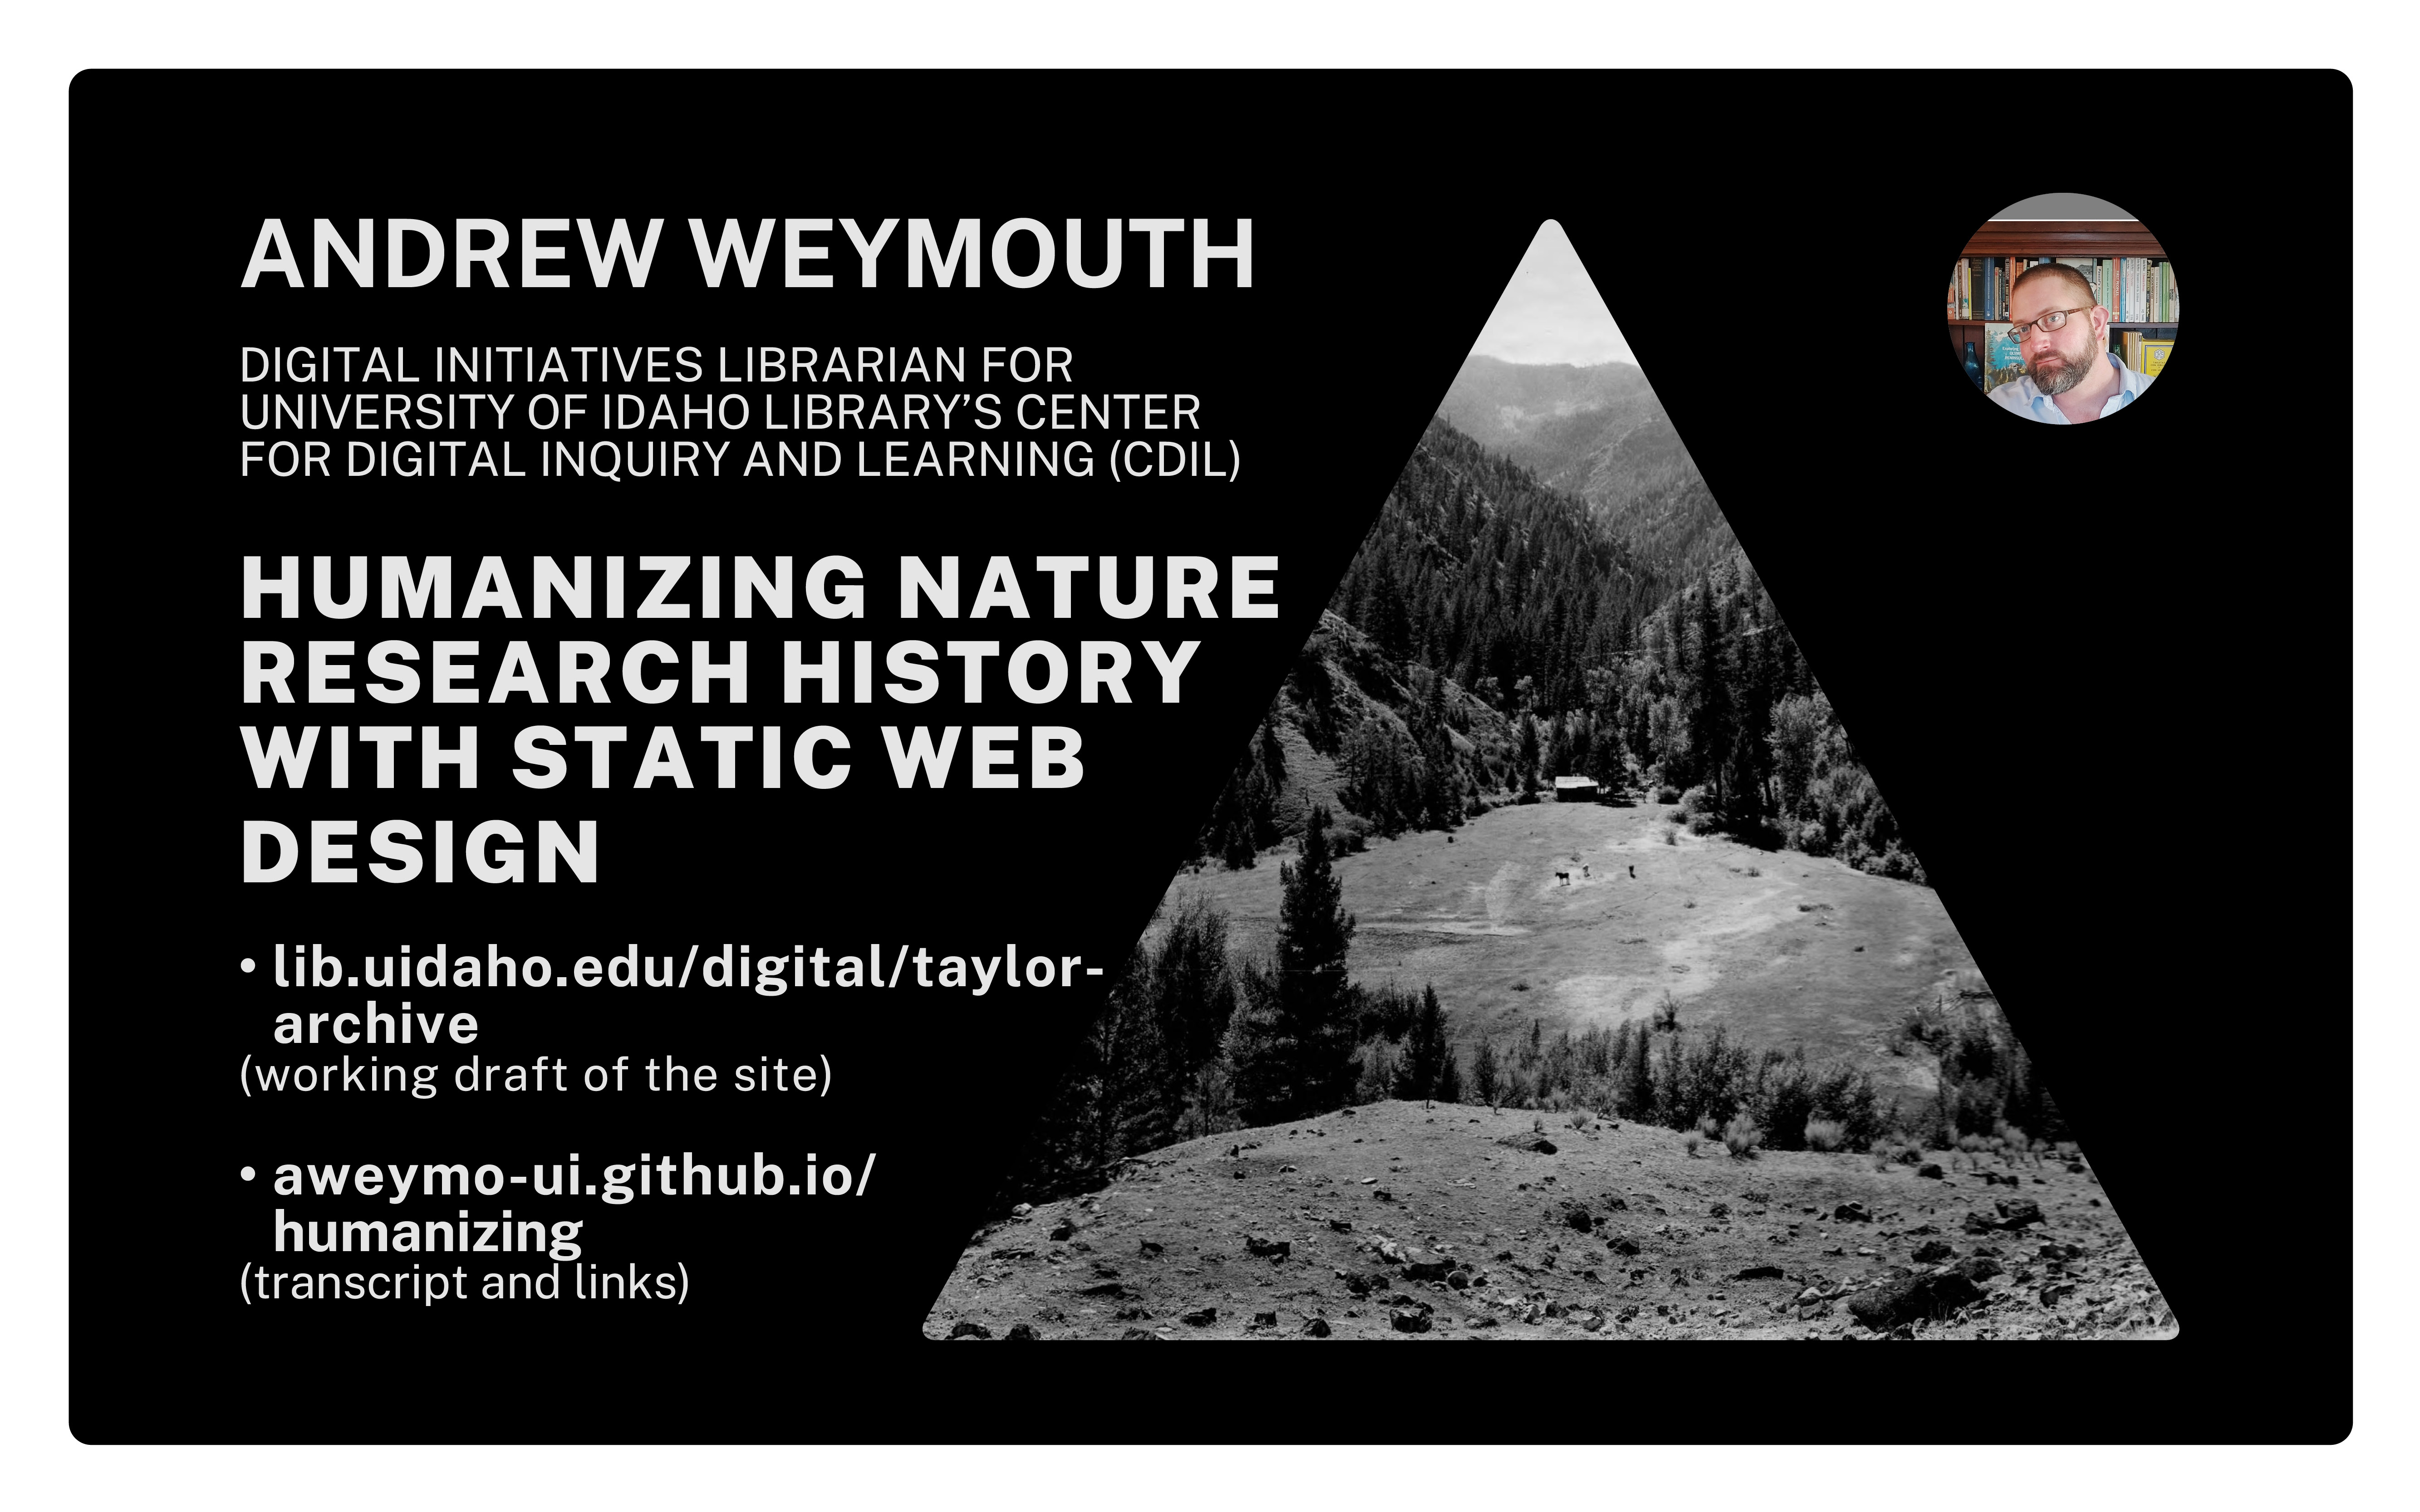 ANDREW WEYMOUTH
DIGITAL INITIATIVES LIBRARIAN FOR
UNIVERSITY OF IDAHO LIBRARY’S CENTER
FOR DIGITAL INQUIRY AND LEARNING (CDIL)
HUMANIZING NATURE
RESEARCH HISTORY
WITH STATIC WEB
DESIGN
• lib.uidaho.edu/digital/taylor-
archive
(working draft of the site)
• aweymo-ui.github.io/
humanizing
(transcript and links)